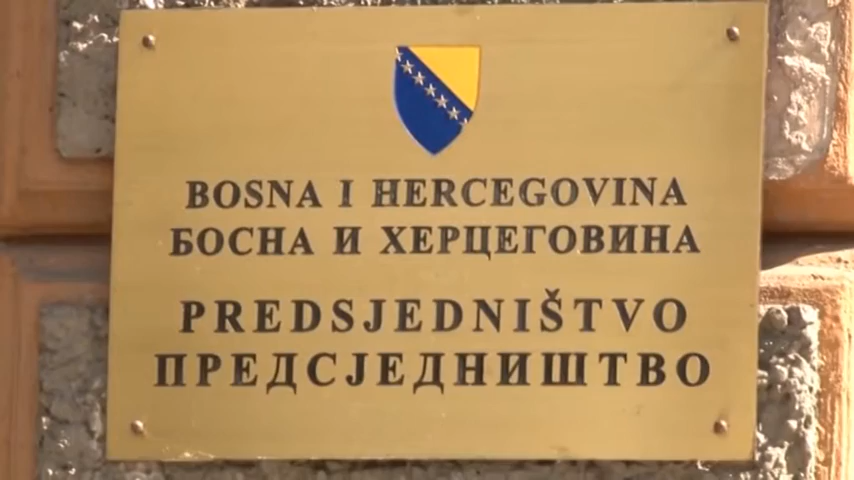 BOSNA I HERCEGOVINA
БОСНА И ХЕРЦЕГОВИНА
PREDSJEDNIŠTVO
ПРЕДСЈЕДНИШТВО